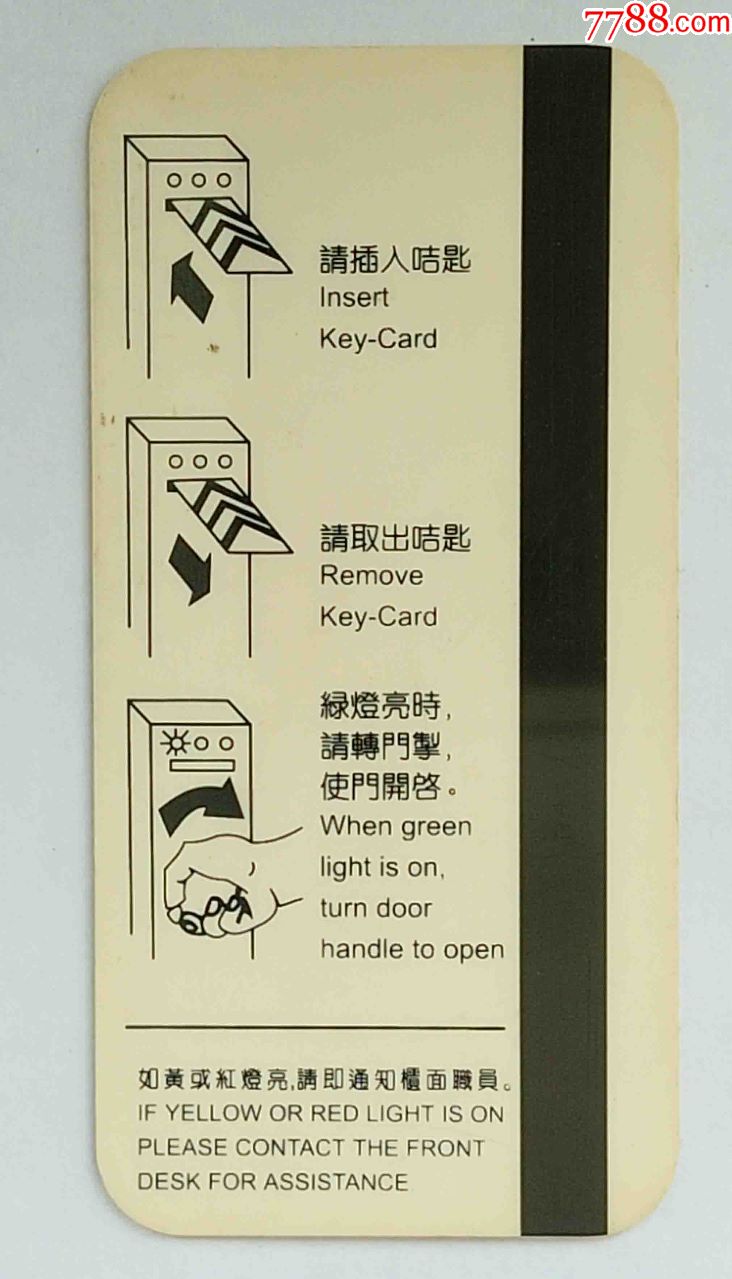 7788.com
請插入咭匙
Insert
Key-Card
請取出咭匙
Remove
Key-Card
緑燈亮時,
請轉門掣,
使門開啓。
When green
light is on,
turn door
handle to open
如黃或紅燈亮,請即通知櫃面職員。
IF YELLOW OR RED LIGHT IS ON
PLEASE CONTACT THE FRONT
DESK FOR ASSISTANCE